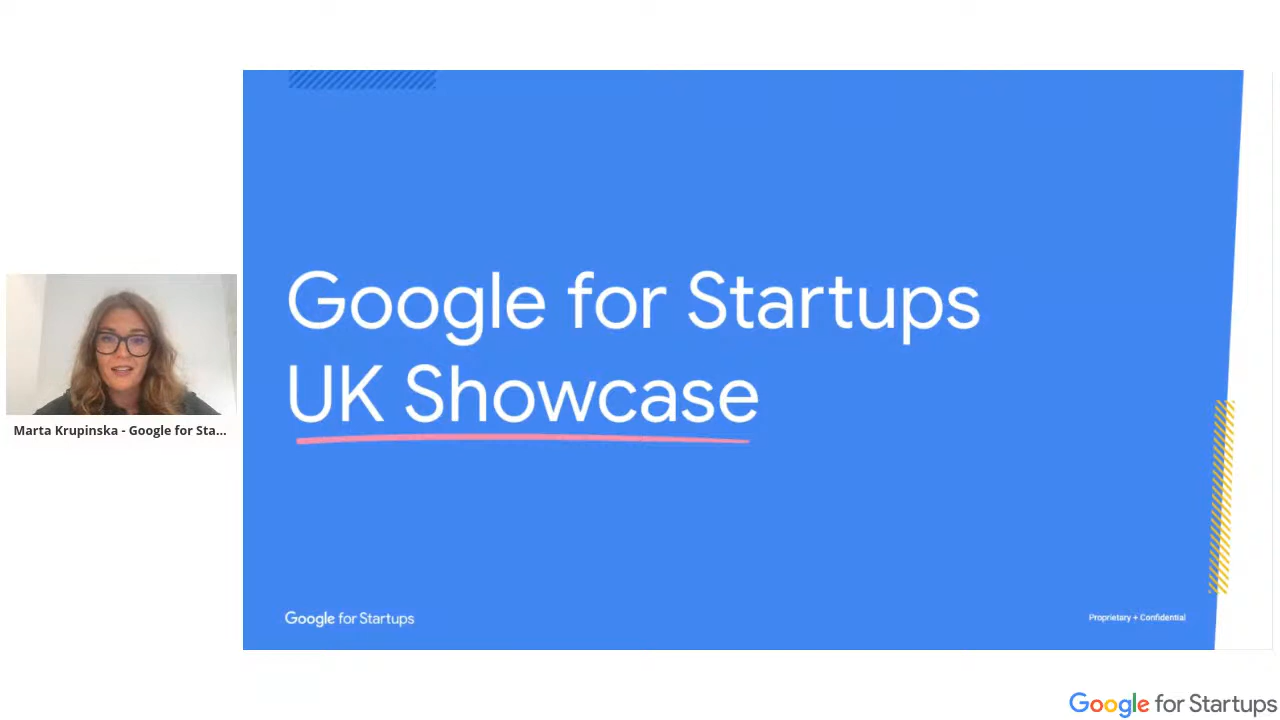 Google for Startups
UK Showcase
Marta Krupinska - Google for Sta...
Google for Startups
Proprietary + Confidential
Google for Startups